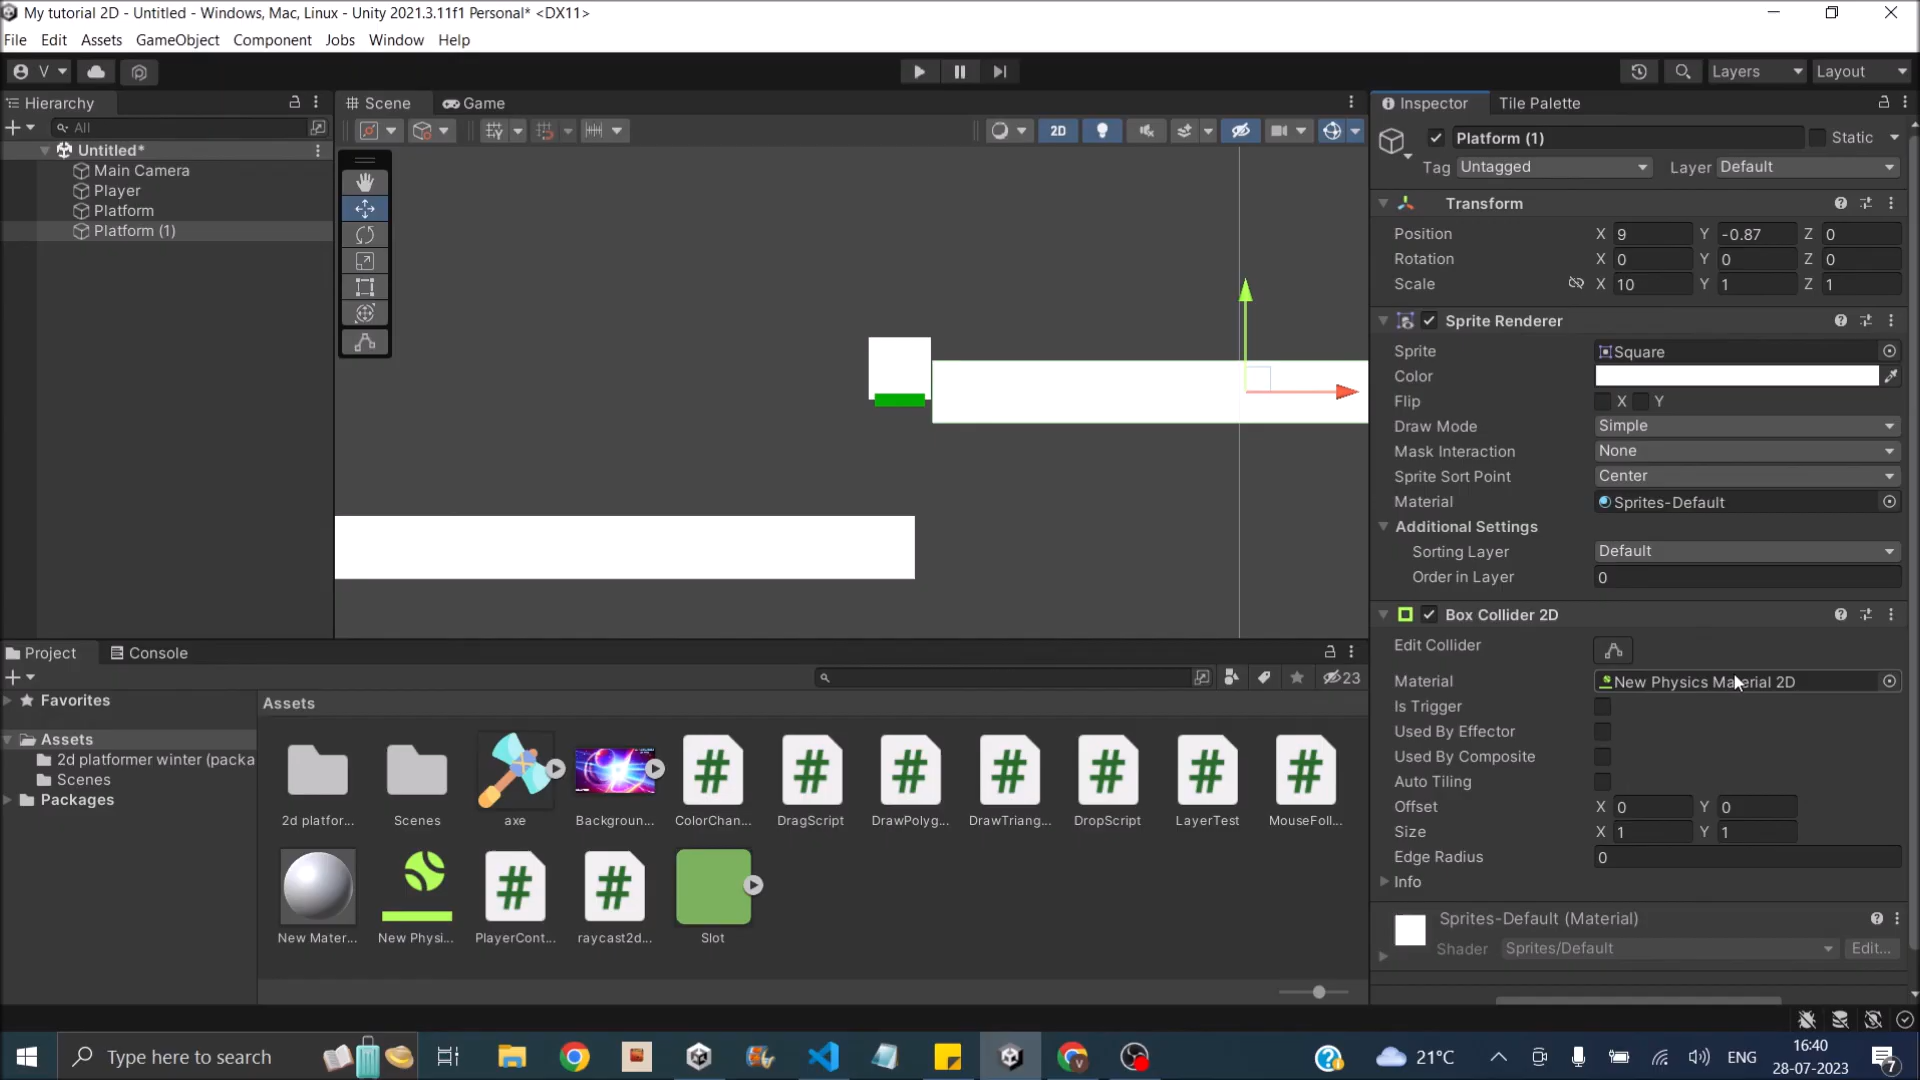 My tutorial 2D - Untitled - Windows, Mac, Linux - Unity 2021.3.11f1 Personal* <DX11>
File Edit Assets GameObject Component Jobs Window Help
V Layers Layout
Hierarchy
All
Untitled*
Main Camera
Player
Platform
Platform (1)
Scene Game
2D
Inspector Tile Palette
Platform (1) Static
Tag Untagged Layer Default
Transform
Position X 9 Y -0.87 Z 0
Rotation X 0 Y 0 Z 0
Scale X 10 Y 1 Z 1
Sprite Renderer
Sprite Square
Color
Flip X Y
Draw Mode Simple
Mask Interaction None
Sprite Sort Point Center
Material Sprites-Default
Additional Settings
Sorting Layer Default
Order in Layer 0
Box Collider 2D
Edit Collider
Material New Physics Material 2D
Is Trigger
Used By Effector
Used By Composite
Auto Tiling
Offset X 0 Y 0
Size X 1 Y 1
Edge Radius 0
Info
Sprites-Default (Material)
Shader Sprites/Default Edit...
Project Console
23
Favorites
Assets
2d platformer winter (packa
Scenes
Packages
Assets
2d platfor... Scenes axe Backgroun... ColorChan... DragScript DrawPolyg... DrawTriang... DropScript LayerTest MouseFoll...
New Mater... New Physi... PlayerCont... raycast2d... Slot
Type here to search
21°C ENG 16:40
28-07-2023
7